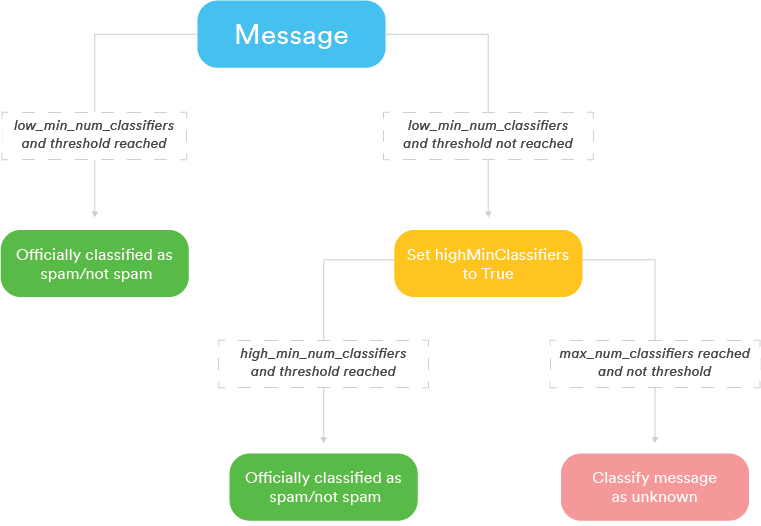 Message
low_min_num_classifiers
and threshold reached
low_min_num_classifiers
and threshold not reached
Officially classified as
spam/not spam
Set highMinClassifiers
to True
high_min_num_classifiers
and threshold reached
max_num_classifiers reached
and not threshold
Officially classified as
spam/not spam
Classify message
as unknown